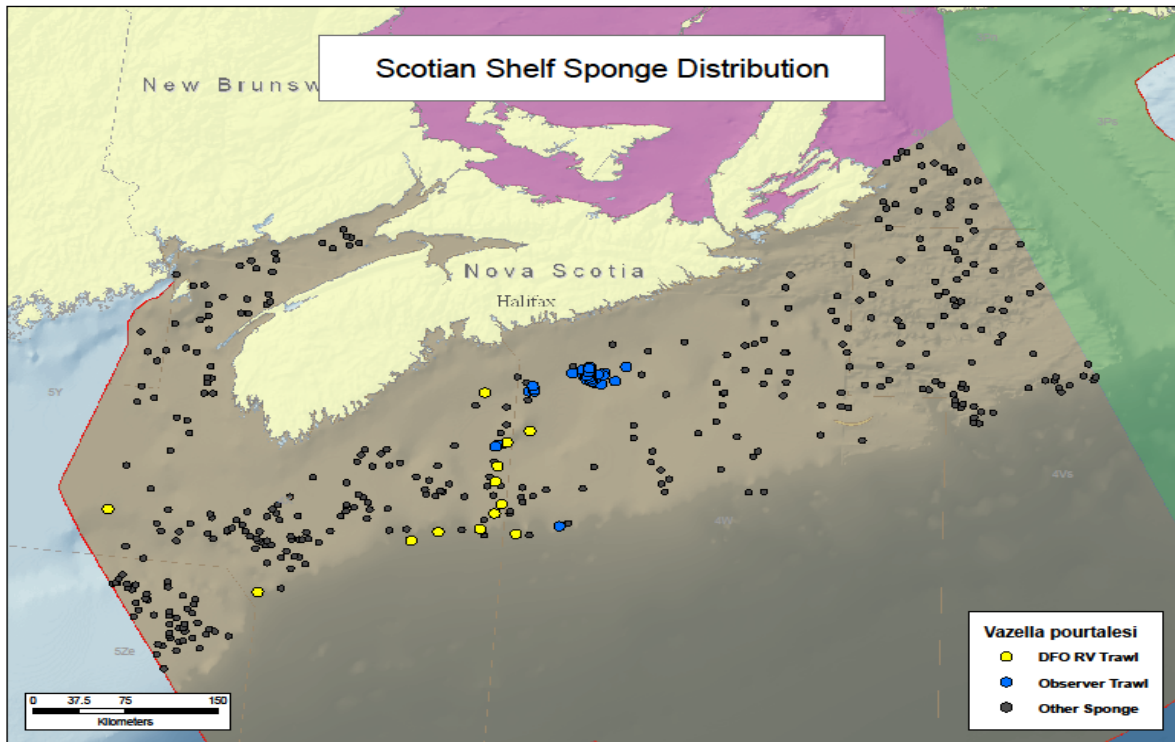 Scotian Shelf Sponge Distribution
New Brunsw
3Ps
Nova Scotia
Halifax
5Y
4Vs
4W
5Ze
Vazella pourtalesi
DFO RV Trawl
Observer Trawl
Other Sponge
0 37.5 75 150
Kilometers